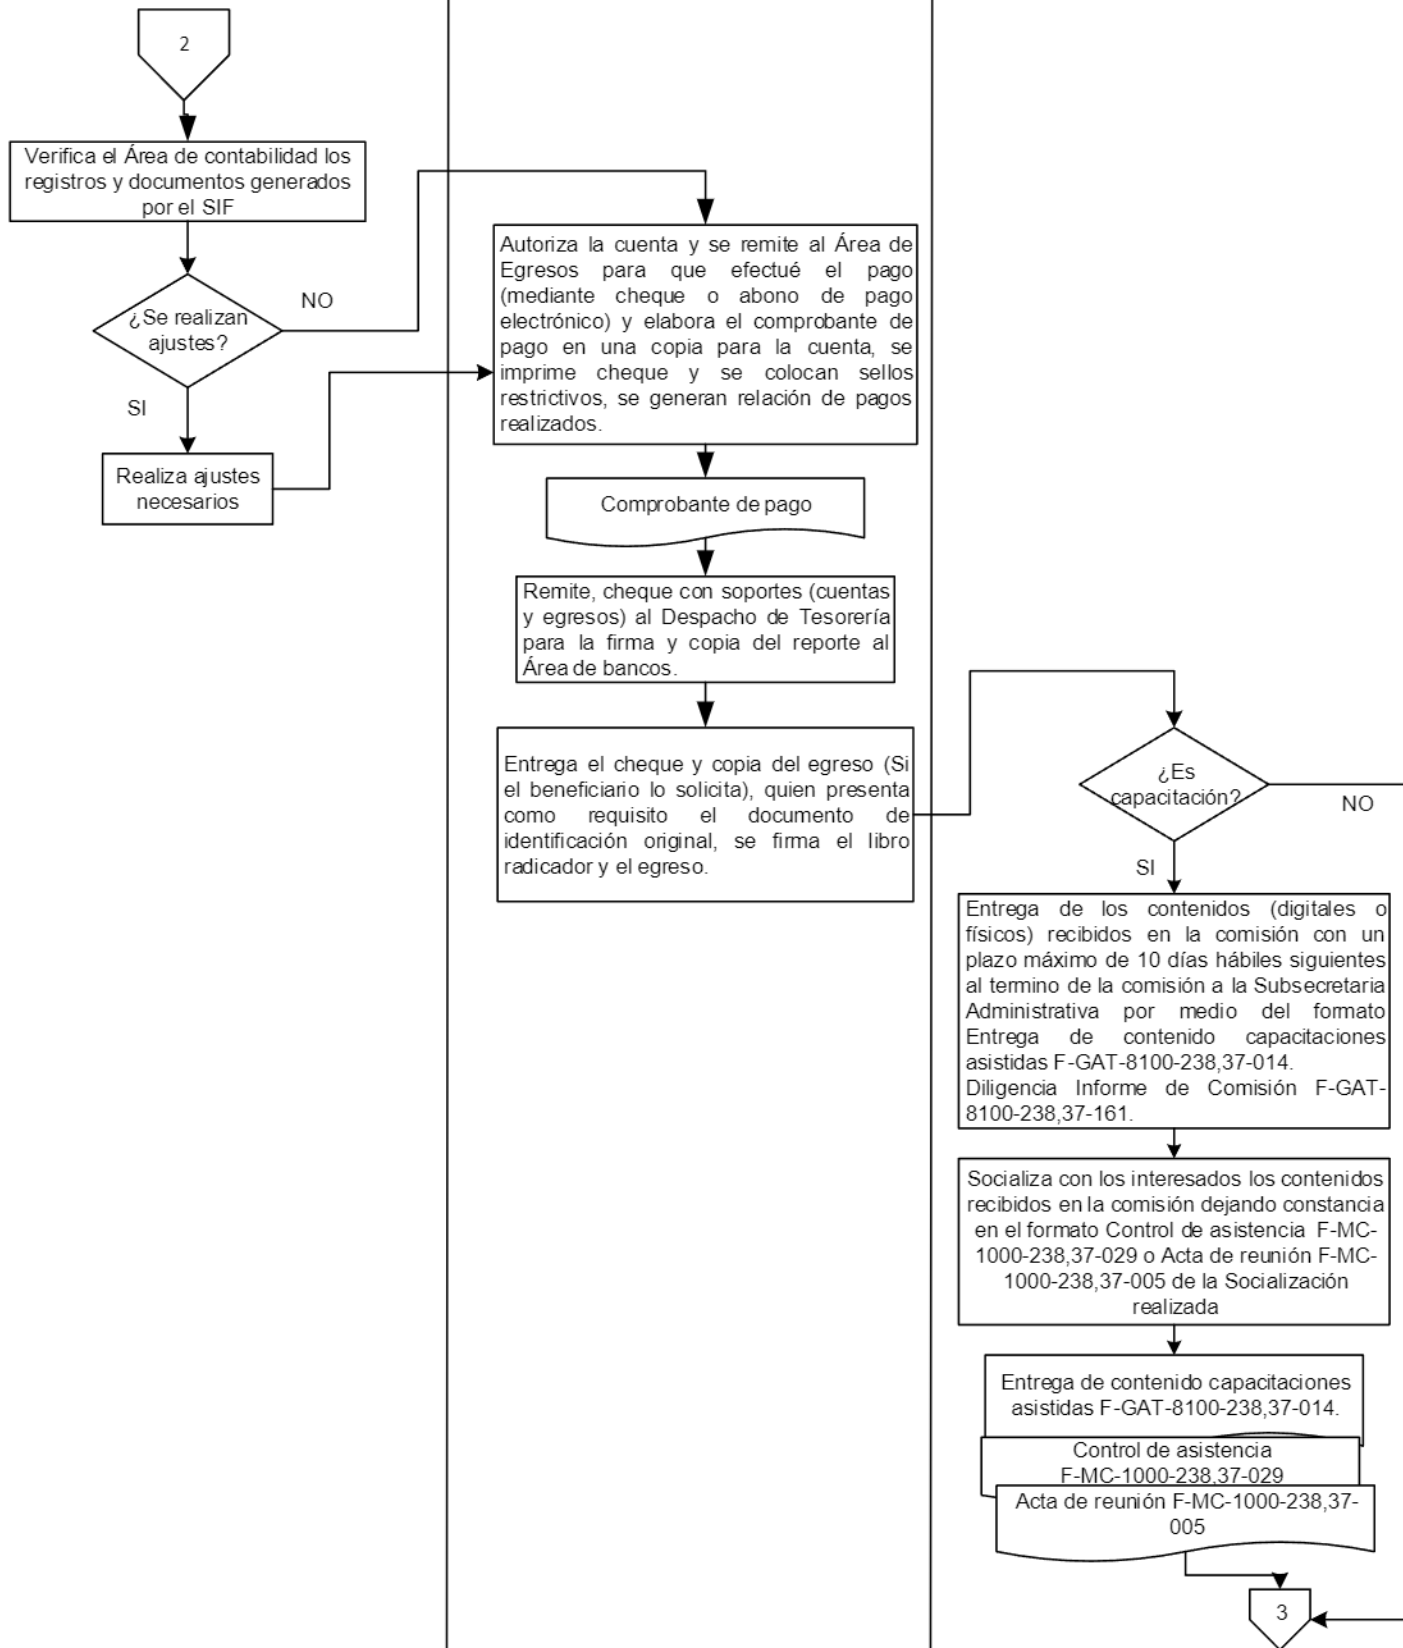 2
Verifica el Área de contabilidad los
registros y documentos generados
por el SIF
¿Se realizan
ajustes?
NO
SI
Realiza ajustes
necesarios
Autoriza la cuenta y se remite al Área de
Egresos para que efectué el pago
(mediante cheque o abono de pago
electrónico) y elabora el comprobante de
pago en una copia para la cuenta, se
imprime cheque y se colocan sellos
restrictivos, se generan relación de pagos
realizados.
Comprobante de pago
Remite, cheque con soportes (cuentas
y egresos) al Despacho de Tesorería
para la firma y copia del reporte al
Área de bancos.
Entrega el cheque y copia del egreso (Si
el beneficiario lo solicita), quien presenta
como requisito el documento de
identificación original, se firma el libro
radicador y el egreso.
¿Es
capacitación?
NO
SI
Entrega de los contenidos (digitales o
físicos) recibidos en la comisión con un
plazo máximo de 10 días hábiles siguientes
al termino de la comisión a la Subsecretaria
Administrativa por medio del formato
Entrega de contenido capacitaciones
asistidas F-GAT-8100-238,37-014.
Diligencia Informe de Comisión F-GAT-
8100-238,37-161.
Socializa con los interesados los contenidos
recibidos en la comisión dejando constancia
en el formato Control de asistencia F-MC-
1000-238,37-029 o Acta de reunión F-MC-
1000-238,37-005 de la Socialización
realizada
Entrega de contenido capacitaciones
asistidas F-GAT-8100-238,37-014.
Control de asistencia
F-MC-1000-238,37-029
Acta de reunión F-MC-1000-238,37-
005
3